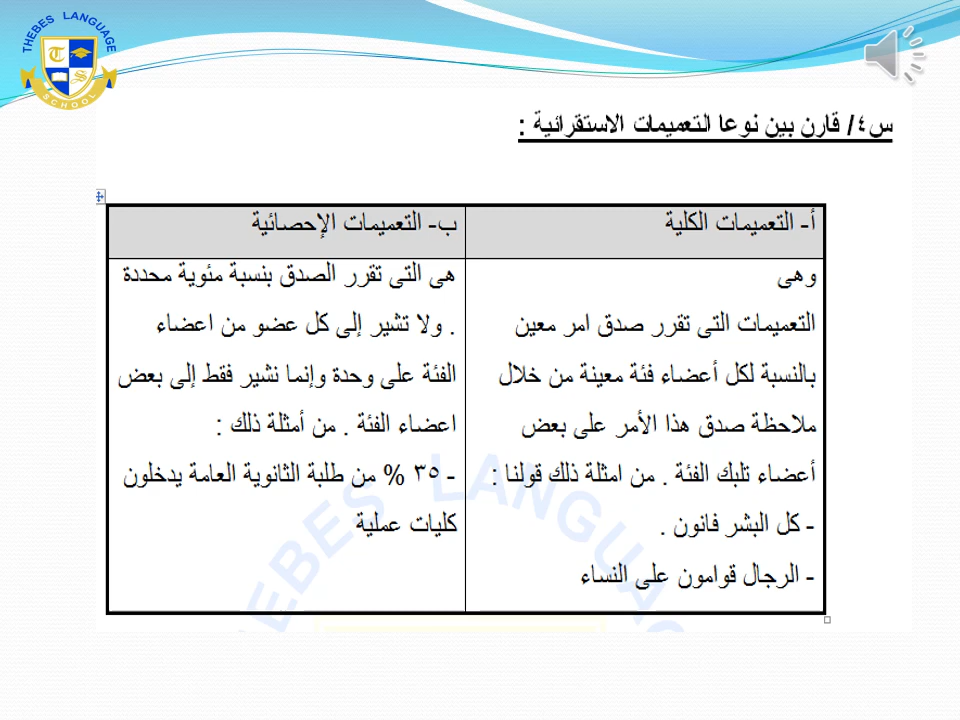 THEBES LANGUAGE
SCHOOL
س٤/ قارن بين نوعا التعميمات الاستقرائية :
أ- التعميمات الكلية
وهى
التعميمات التى تقرر صدق امر معين
بالنسبة لكل أعضاء فئة معينة من خلال
ملاحظة صدق هذا الأمر على بعض
أعضاء تلبك الفئة . من امثلة ذلك قولنا :
- كل البشر فانون .
- الرجال قوامون على النساء
ب- التعميمات الإحصائية
هى التى تقرر الصدق بنسبة مئوية محددة
. ولا تشير إلى كل عضو من اعضاء
الفئة على وحدة وإنما نشير فقط إلى بعض
اعضاء الفئة . من أمثلة ذلك :
- ٣٥ % من طلبة الثانوية العامة يدخلون
كليات عملية
THEBES LANGUAG